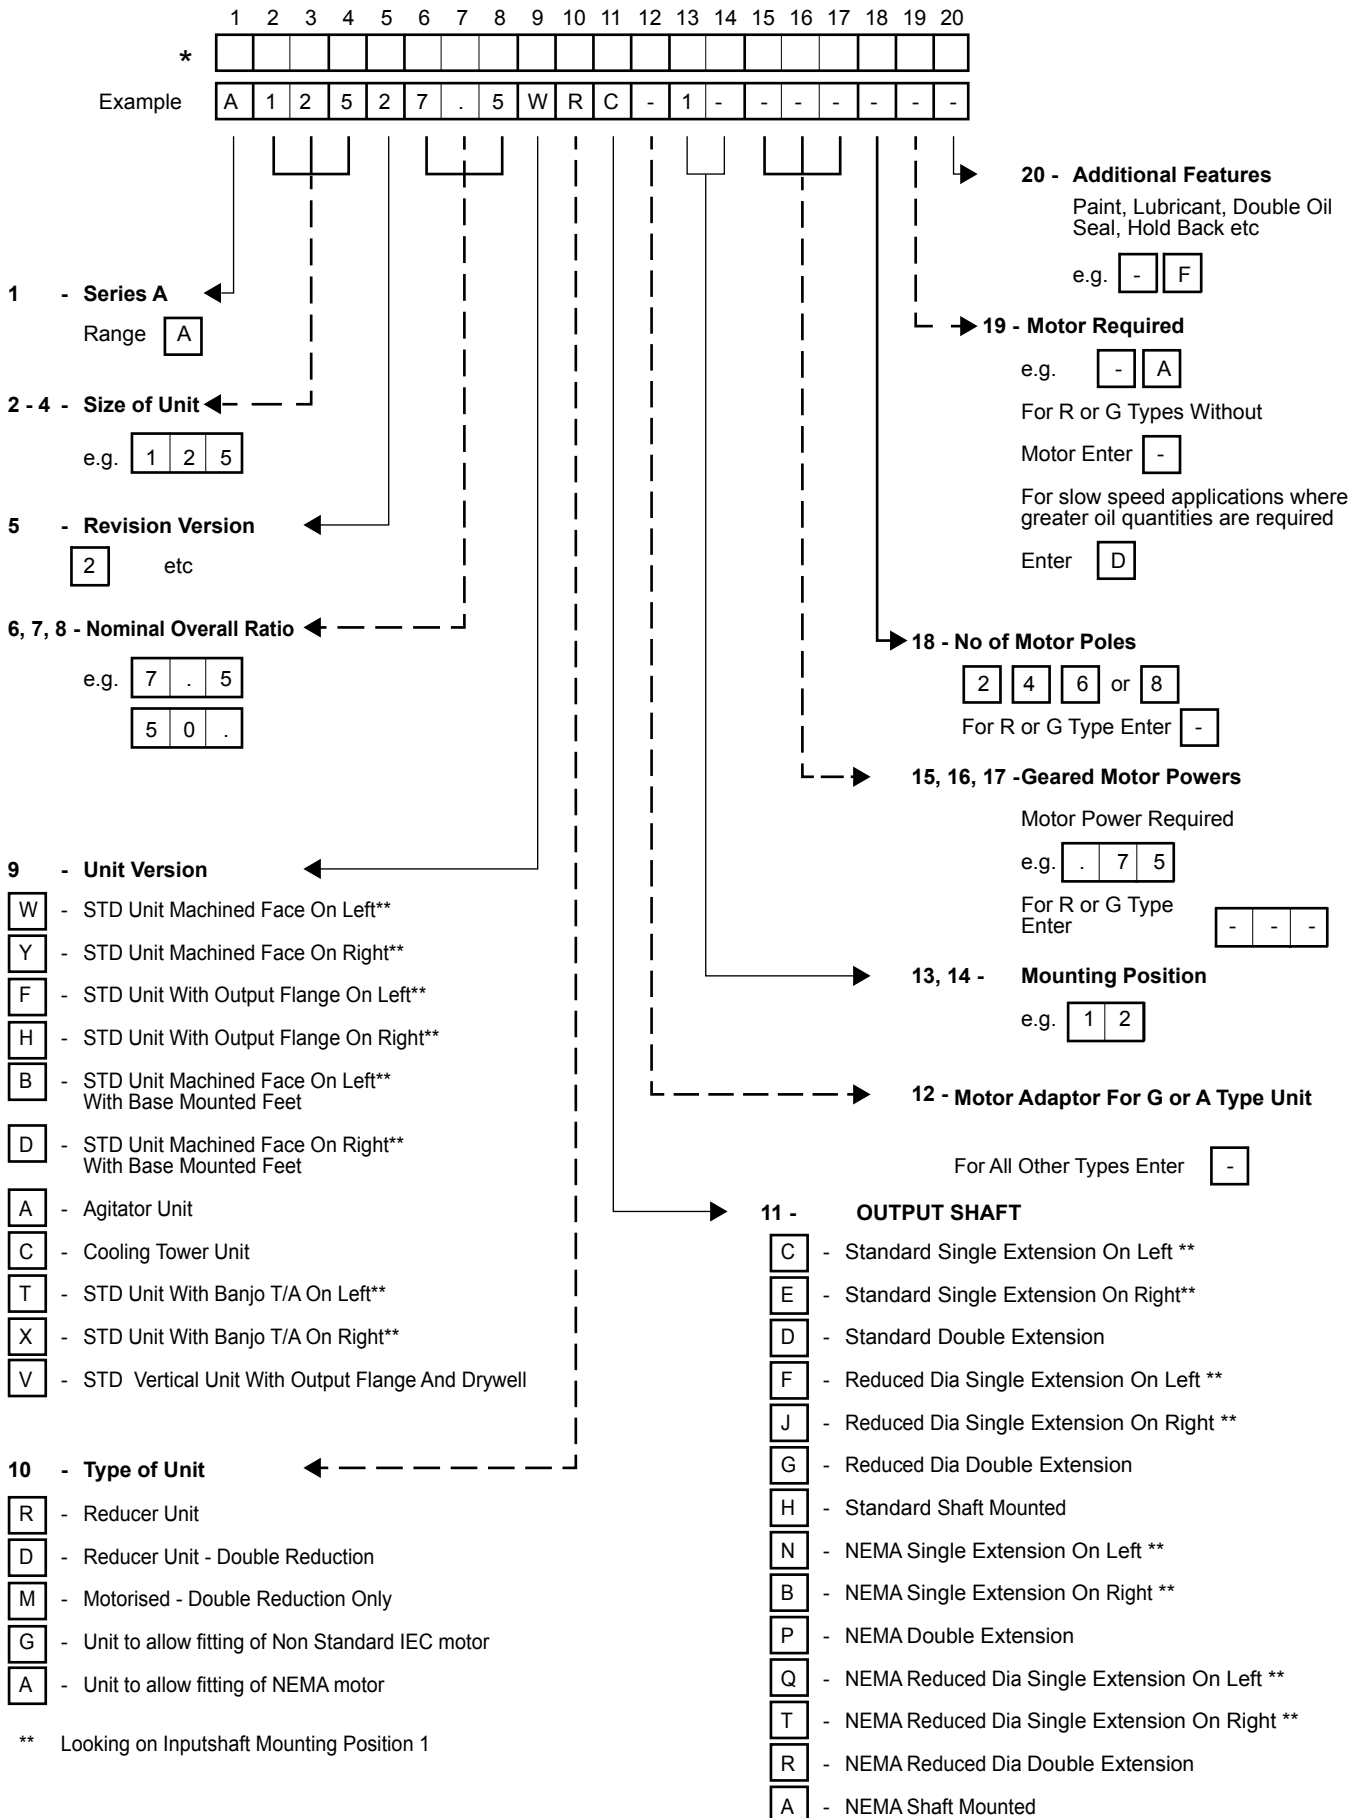 1 2 3 4 5 6 7 8 9 10 11 12 13 14 15 16 17 18 19 20
*
Example A 1 2 5 2 7 . 5 W R C - 1 - - - - - - -
20 - Additional Features
Paint, Lubricant, Double Oil
Seal, Hold Back etc
e.g. - F
1 - Series A
Range A
19 - Motor Required
e.g. - A
For R or G Types Without
Motor Enter -
For slow speed applications where
greater oil quantities are required
Enter D
2 - 4 - Size of Unit
e.g. 1 2 5
5 - Revision Version
2 etc
6, 7, 8 - Nominal Overall Ratio
e.g. 7 . 5
5 0 .
18 - No of Motor Poles
2 4 6 or 8
For R or G Type Enter -
15, 16, 17 -Geared Motor Powers
Motor Power Required
e.g. . 7 5
For R or G Type
Enter - - -
13, 14 - Mounting Position
e.g. 1 2
12 - Motor Adaptor For G or A Type Unit
For All Other Types Enter -
9 - Unit Version
W - STD Unit Machined Face On Left**
Y - STD Unit Machined Face On Right**
F - STD Unit With Output Flange On Left**
H - STD Unit With Output Flange On Right**
B - STD Unit Machined Face On Left**
With Base Mounted Feet
D - STD Unit Machined Face On Right**
With Base Mounted Feet
A - Agitator Unit
C - Cooling Tower Unit
T - STD Unit With Banjo T/A On Left**
X - STD Unit With Banjo T/A On Right**
V - STD Vertical Unit With Output Flange And Drywell
10 - Type of Unit
R - Reducer Unit
D - Reducer Unit - Double Reduction
M - Motorised - Double Reduction Only
G - Unit to allow fitting of Non Standard IEC motor
A - Unit to allow fitting of NEMA motor
** Looking on Inputshaft Mounting Position 1
11 - OUTPUT SHAFT
C - Standard Single Extension On Left **
E - Standard Single Extension On Right**
D - Standard Double Extension
F - Reduced Dia Single Extension On Left **
J - Reduced Dia Single Extension On Right **
G - Reduced Dia Double Extension
H - Standard Shaft Mounted
N - NEMA Single Extension On Left **
B - NEMA Single Extension On Right **
P - NEMA Double Extension
Q - NEMA Reduced Dia Single Extension On Left **
T - NEMA Reduced Dia Single Extension On Right **
R - NEMA Reduced Dia Double Extension
A - NEMA Shaft Mounted